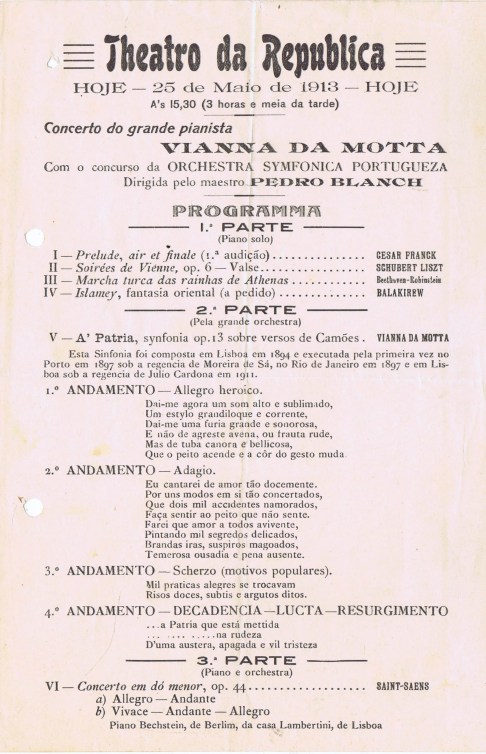 Theatro da Republica
HOJE — 25 de Maio de 1913 — HOJE
A's 15,30 (3 horas e meia da tarde)
Concerto do grande pianista
VIANNA DA MOTTA
Com o concurso da ORCHESTRA SYMFONICA PORTUGUEZA
Dirigida pelo maestro PEDRO BLANCH
PROGRAMMA
1.ª PARTE
(Piano solo)
I — Prelude, air et finale (1.ª audição) ............... CESAR FRANCK
II — Soirées de Vienne, op. 6 — Valse ............... SCHUBERT LISZT
III — Marcha turca das rainhas de Athenas ............ Beethoven-Robinstein
IV — Islamey, fantasia oriental (a pedido) ............. BALAKIREW
2.ª PARTE
(Pela grande orchestra)
V — A' Patria, synfonia op.13 sobre versos de Camões . VIANNA DA MOTTA
Esta Sinfonia foi composta em Lisboa em 1894 e executada pela primeira vez no
Porto em 1897 sob a regencia de Moreira de Sá, no Rio de Janeiro em 1897 e em Lis-
boa sob a regencia de Julio Cardona em 1911.
1.º ANDAMENTO — Allegro heroico.
Dai-me agora um som alto e sublimado,
Um estylo grandiloque e corrente,
Dai-me uma furia grande e sonorosa,
E não de agreste avena, ou frauta rude,
Mas de tuba canora e bellicosa,
Que o peito acende e a côr do gesto muda.
2.º ANDAMENTO — Adagio.
Eu cantarei de amor tão docemente.
Por uns modos em si tão concertados,
Que dois mil accidentes namorados,
Faça sentir ao peito que não sente.
Farei que amor a todos avivente,
Pintando mil segredos delicados,
Brandas iras, suspiros magoados,
Temerosa ousadia e pena ausente.
3.º ANDAMENTO — Scherzo (motivos populares).
Mil praticas alegres se trocavam
Risos doces, subtis e argutos ditos.
4.º ANDAMENTO — DECADENCIA — LUCTA — RESURGIMENTO
...a Patria que está mettida
... .... .....na rudeza
D'uma austera, apagada e vil tristeza
3.ª PARTE
(Piano e orchestra)
VI — Concerto em dó menor, op. 44 .................. SAINT-SAENS
a) Allegro — Andante
b) Vivace — Andante — Allegro
Piano Bechstein, de Berlim, da casa Lambertini, de Lisboa